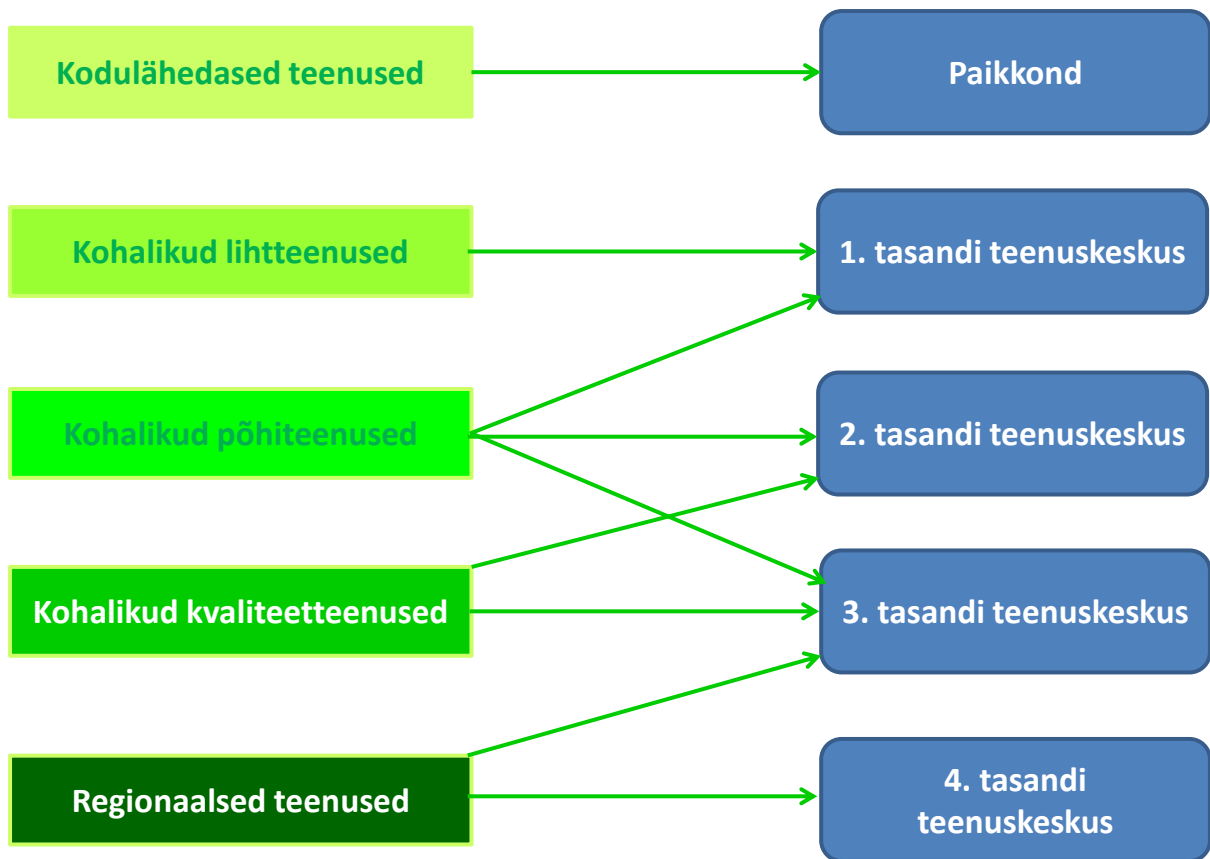 Kodulähedased teenused
Paikkond
Kohalikud lihtteenused
1. tasandi teenuskeskus
Kohalikud põhiteenused
2. tasandi teenuskeskus
Kohalikud kvaliteetteenused
3. tasandi teenuskeskus
Regionaalsed teenused
4. tasandi
teenuskeskus